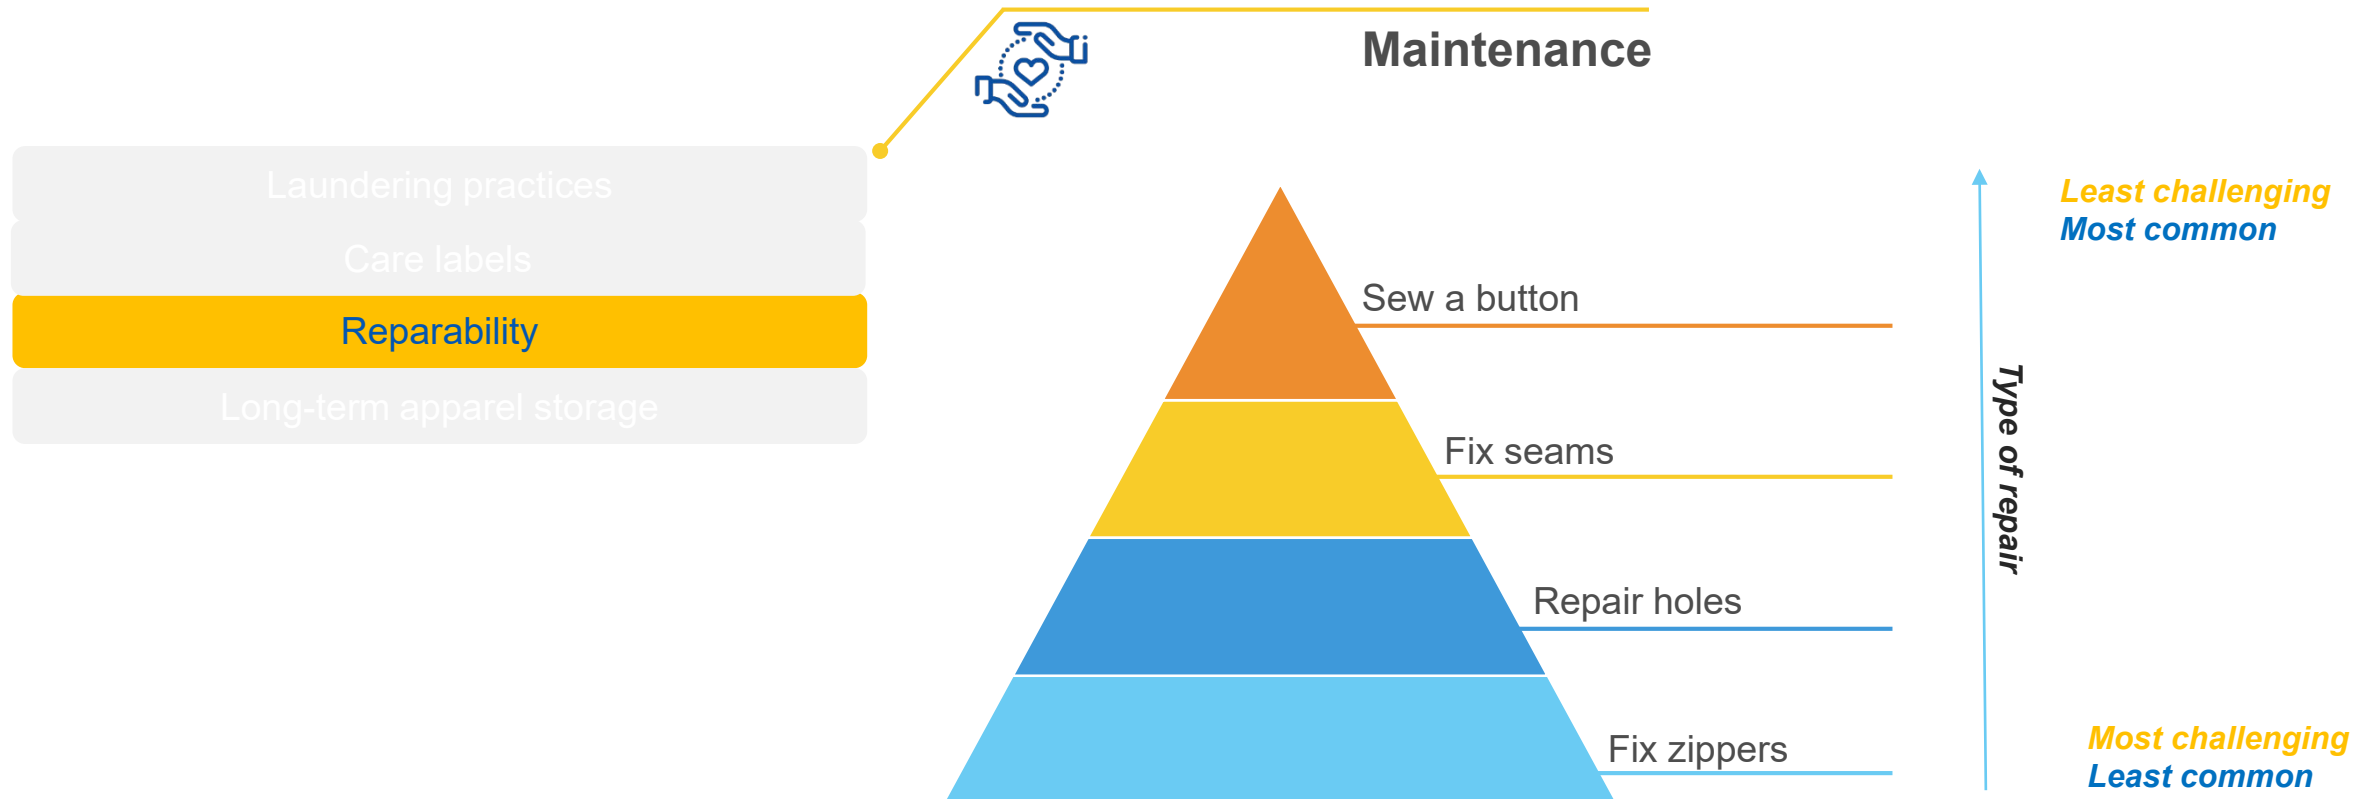 Maintenance
Laundering practices
Care labels
Reparability
Long-term apparel storage
Sew a button
Fix seams
Repair holes
Fix zippers
Type of repair
Least challenging
Most common
Most challenging
Least common